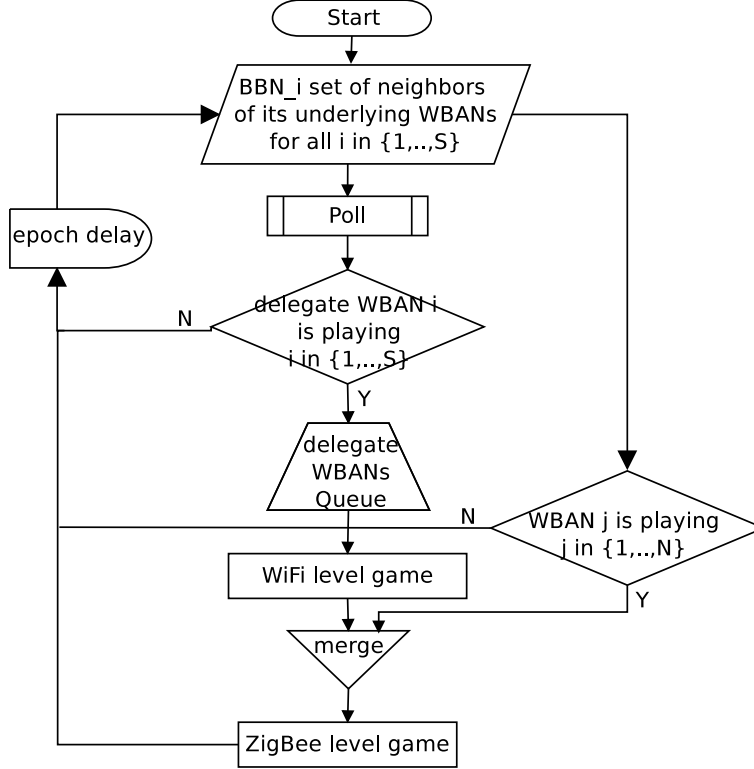 Start
BBN_i set of neighbors
of its underlying WBANs
for all i in {1,..,S}
Poll
epoch delay
delegate WBAN i
is playing
i in {1,..,S}
N
Y
delegate
WBANs
Queue
N
WBAN j is playing
j in {1,..,N}
WiFi level game
Y
merge
ZigBee level game